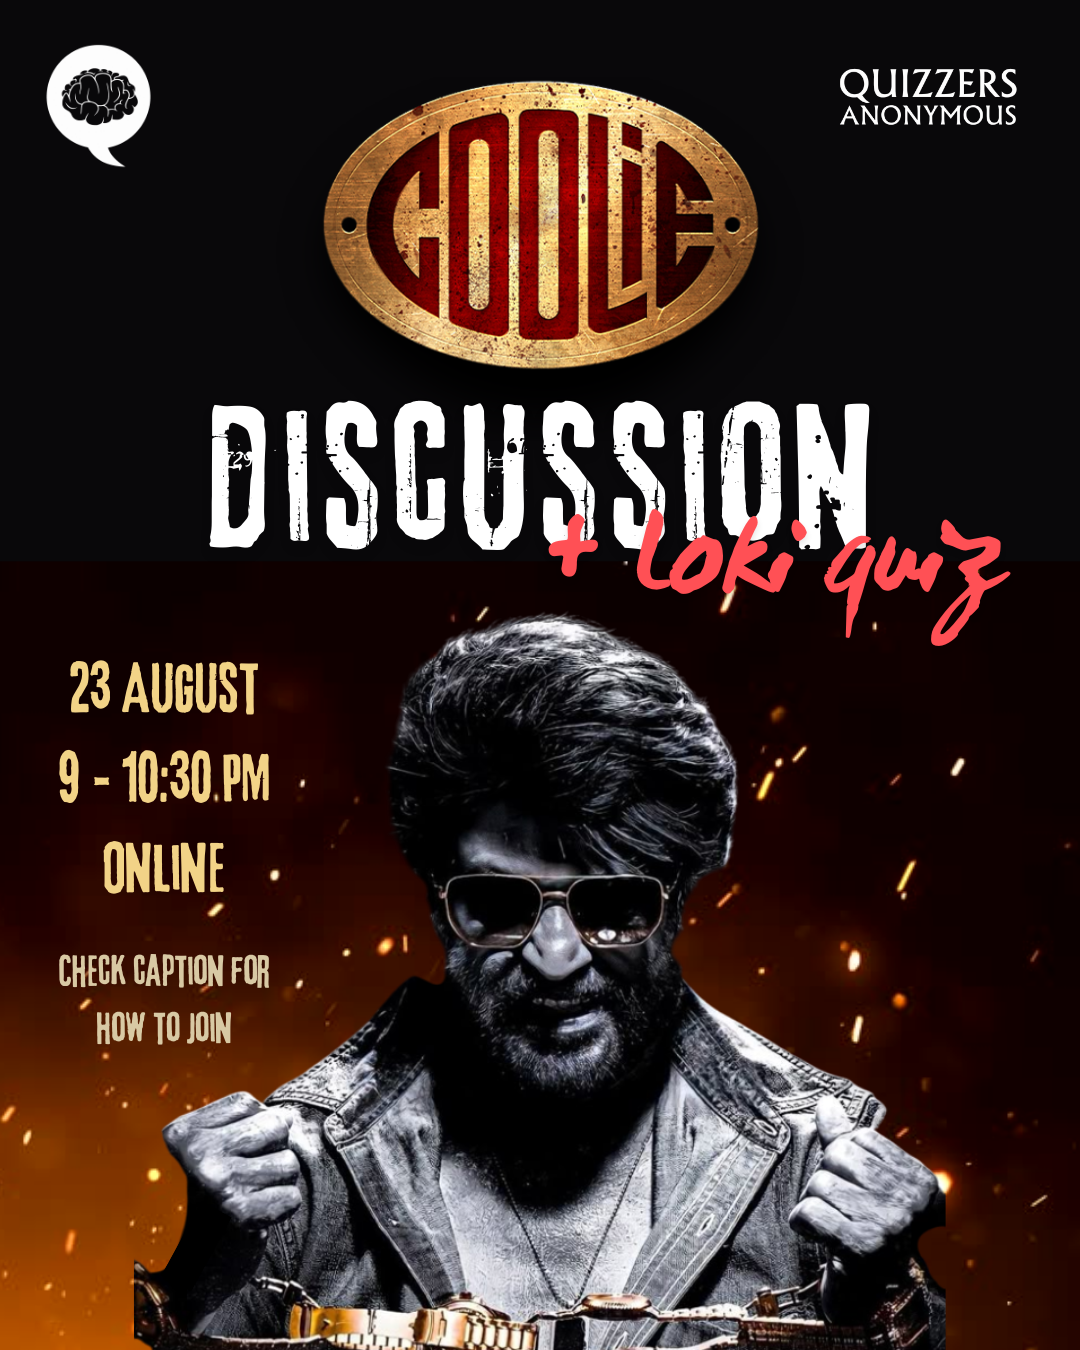 QUIZZERS
ANONYMOUS
COOLiE
DISCUSSION
+ loki quiz
23 AUGUST
9 - 10:30 PM
ONLINE
CHECK CAPTION FOR
HOW TO JOIN